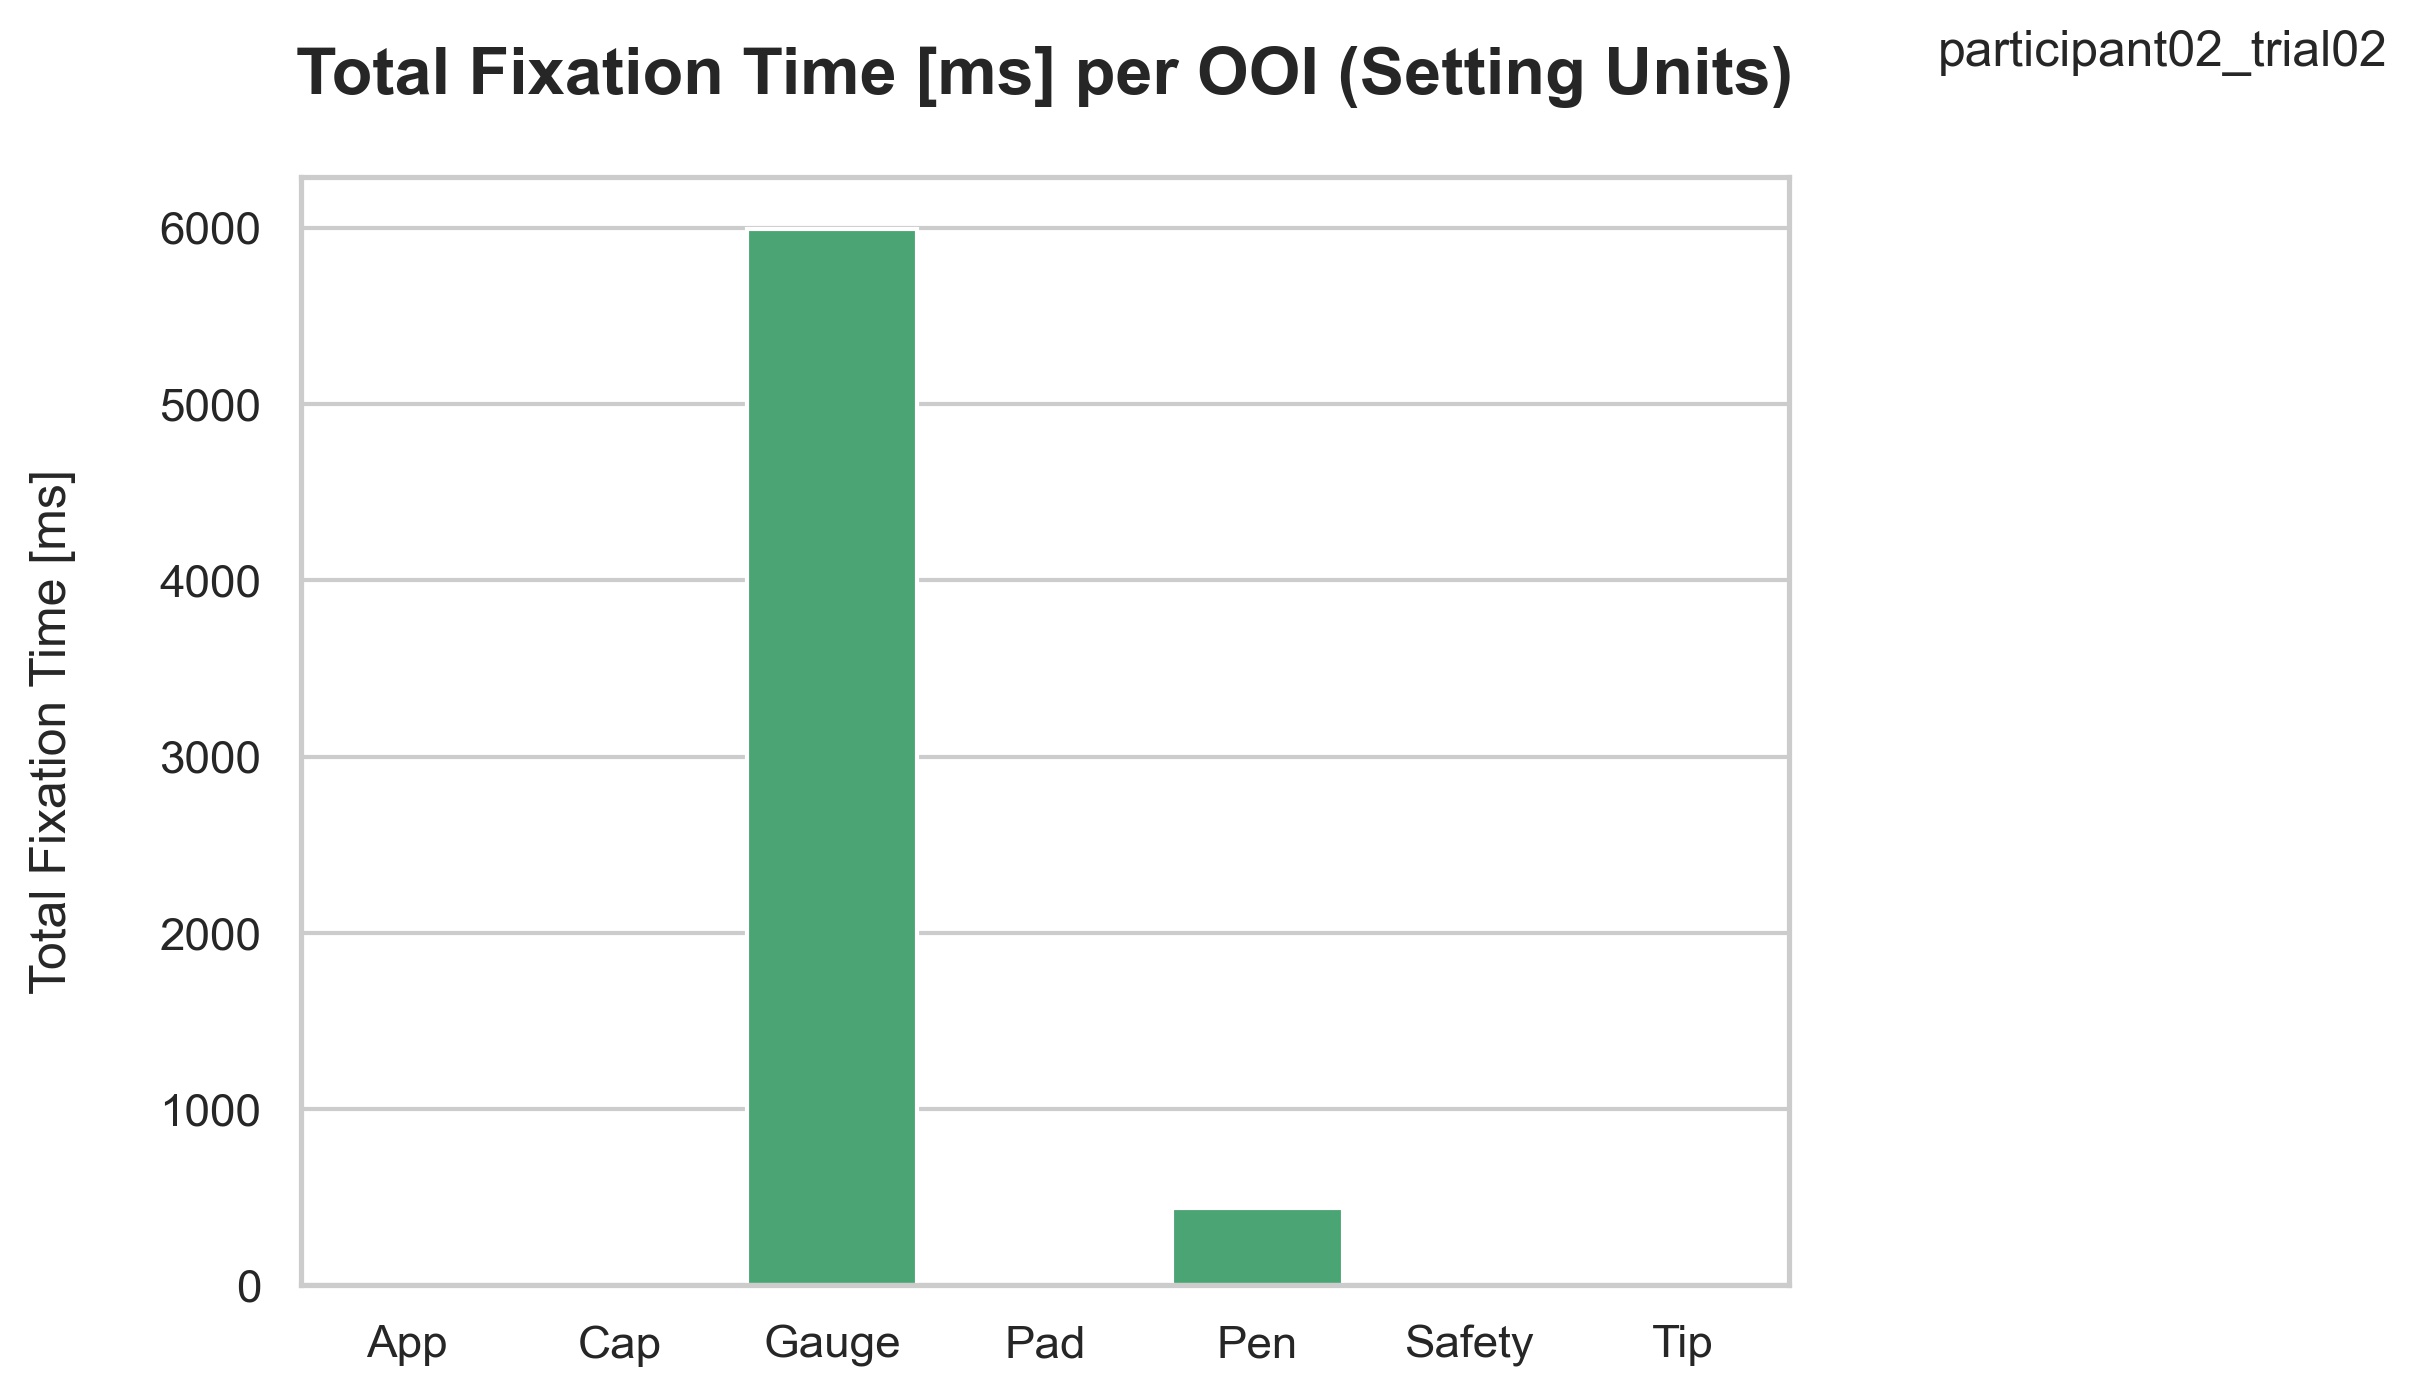 participant02_trial02
Total Fixation Time [ms] per OOI (Setting Units)
Total Fixation Time [ms]
6000
5000
4000
3000
2000
1000
0
App Cap Gauge Pad Pen Safety Tip